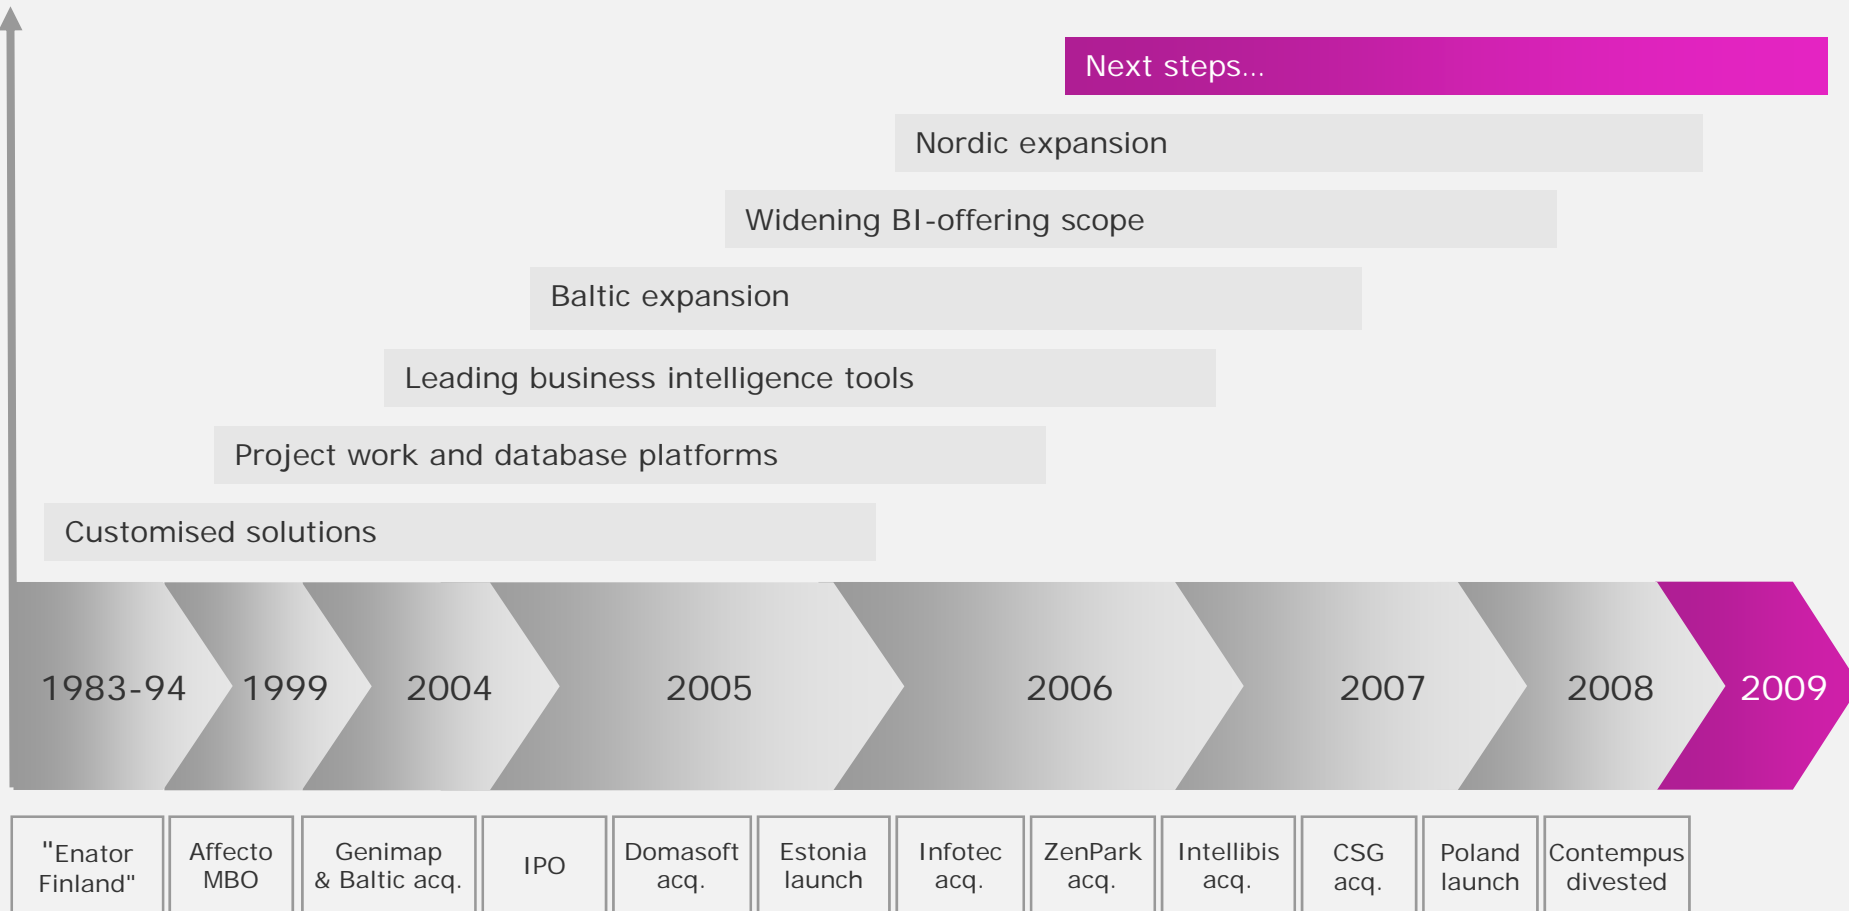 Next steps...
Nordic expansion
Widening BI-offering scope
Baltic expansion
Leading business intelligence tools
Project work and database platforms
Customised solutions
1983-94
1999
2004
2005
2006
2007
2008
2009
"Enator
Finland"
Affecto
MBO
Genimap
& Baltic acq.
IPO
Domasoft
acq.
Estonia
launch
Infotec
acq.
ZenPark
acq.
Intellibis
acq.
CSG
acq.
Poland
launch
Contempus
divested